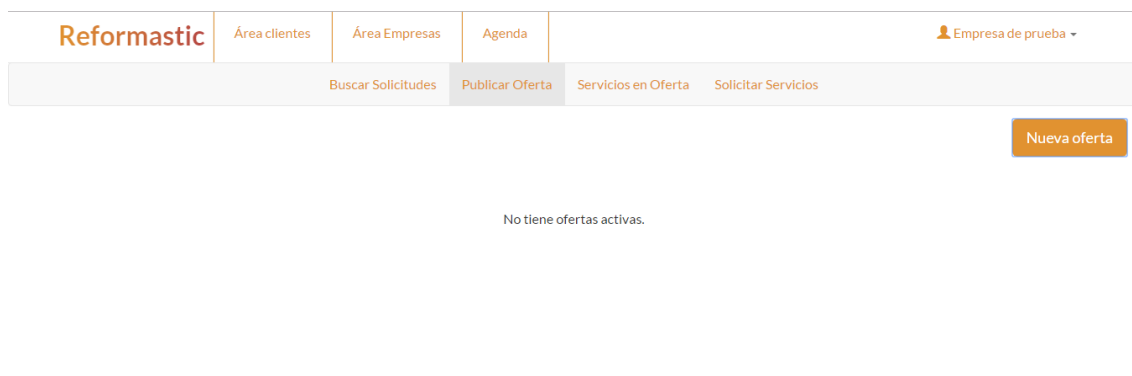 Reformastic Área clientes Área Empresas Agenda Empresa de prueba
Buscar Solicitudes Publicar Oferta Servicios en Oferta Solicitar Servicios
Nueva oferta
No tiene ofertas activas.